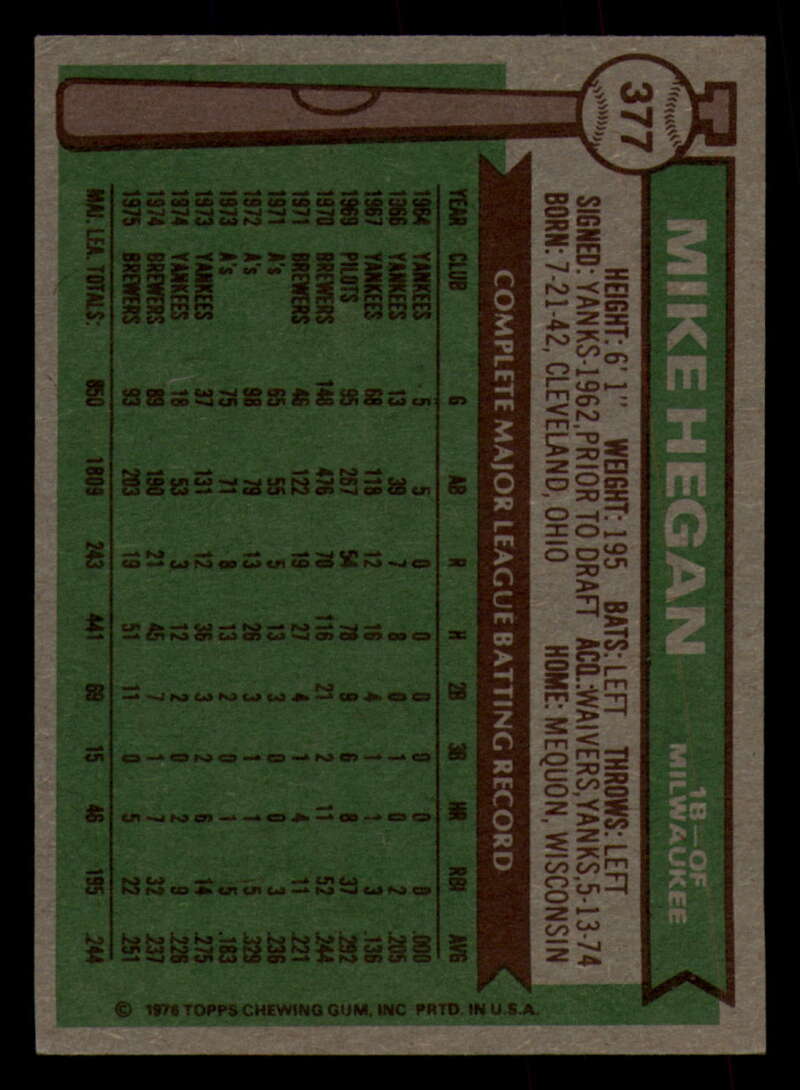 377
MIKE HEGAN
1B—OF
MILWAUKEE
HEIGHT: 6' 1" WEIGHT: 195 BATS: LEFT THROWS: LEFT
SIGNED: YANKS-1962, PRIOR TO DRAFT ACQ.: WAIVERS, YANKS, 5-13-74
BORN: 7-21-42, CLEVELAND, OHIO HOME: MEQUON, WISCONSIN
COMPLETE MAJOR LEAGUE BATTING RECORD
YEAR CLUB G AB R H 2B 3B HR RBI AVG
1964 YANKEES 5 5 0 0 0 0 0 0 .000
1966 YANKEES 13 39 7 8 0 1 0 2 .205
1967 YANKEES 68 118 12 16 4 1 1 3 .136
1969 PILOTS 95 267 54 78 9 6 8 37 .292
1970 BREWERS 148 476 70 116 21 2 11 52 .244
1971 BREWERS 46 122 19 27 4 1 4 11 .221
1971 A's 65 55 5 13 3 0 0 3 .236
1972 A's 98 79 13 26 3 1 1 5 .329
1973 A's 75 71 8 13 2 0 1 5 .183
1973 YANKEES 37 131 12 36 3 2 6 14 .275
1974 YANKEES 18 53 3 12 2 0 2 9 .226
1974 BREWERS 89 190 21 45 7 1 7 32 .237
1975 BREWERS 93 203 19 51 11 0 5 22 .251
MAJ. LEA. TOTALS: 850 1809 243 441 69 15 46 195 .244
© 1976 TOPPS CHEWING GUM, INC PRTD. IN U.S.A.